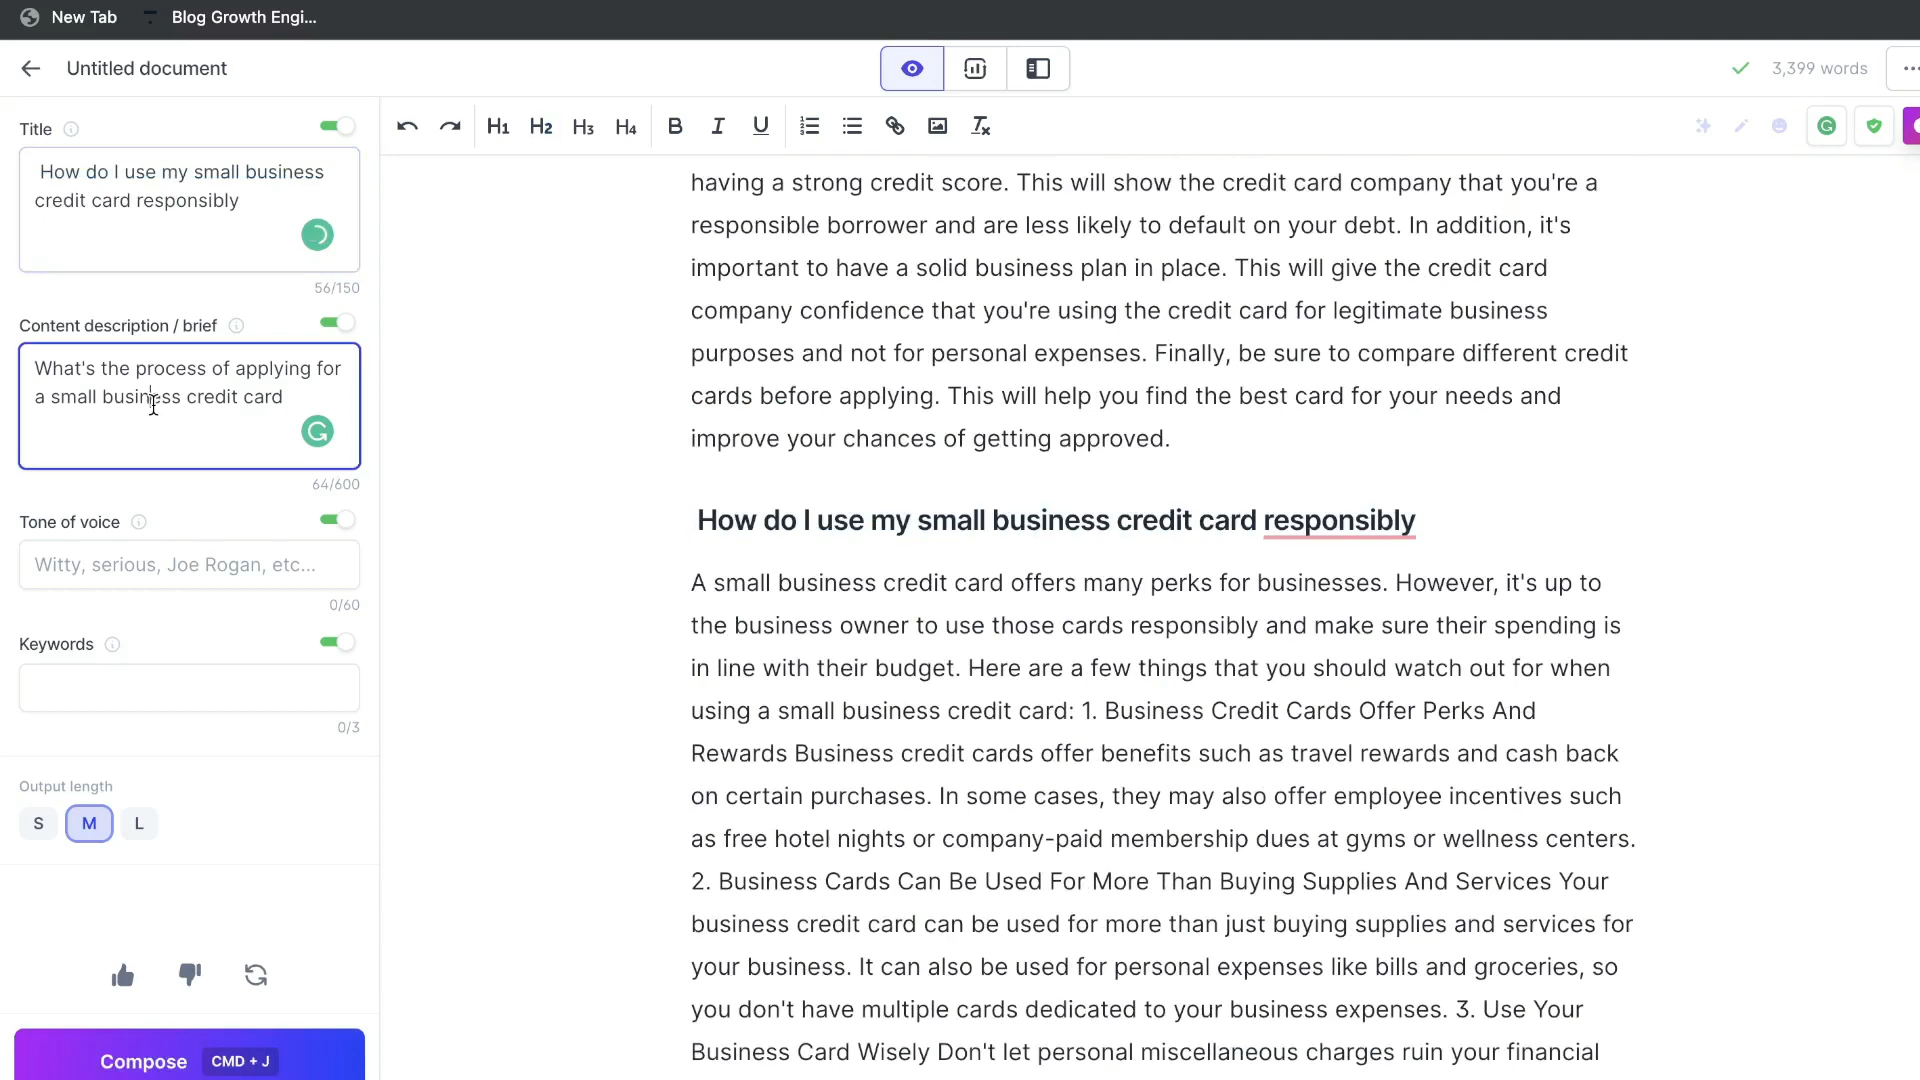 New Tab
Blog Growth Engi...
Untitled document
3,399 words
Title
How do I use my small business
credit card responsibly
56/150
Content description / brief
What's the process of applying for
a small business credit card
64/600
Tone of voice
Witty, serious, Joe Rogan, etc...
0/60
Keywords
0/3
Output length
S M L
Compose CMD + J
H1 H2 H3 H4 B I U
having a strong credit score. This will show the credit card company that you're a
responsible borrower and are less likely to default on your debt. In addition, it's
important to have a solid business plan in place. This will give the credit card
company confidence that you're using the credit card for legitimate business
purposes and not for personal expenses. Finally, be sure to compare different credit
cards before applying. This will help you find the best card for your needs and
improve your chances of getting approved.
How do I use my small business credit card responsibly
A small business credit card offers many perks for businesses. However, it's up to
the business owner to use those cards responsibly and make sure their spending is
in line with their budget. Here are a few things that you should watch out for when
using a small business credit card: 1. Business Credit Cards Offer Perks And
Rewards Business credit cards offer benefits such as travel rewards and cash back
on certain purchases. In some cases, they may also offer employee incentives such
as free hotel nights or company-paid membership dues at gyms or wellness centers.
2. Business Cards Can Be Used For More Than Buying Supplies And Services Your
business credit card can be used for more than just buying supplies and services for
your business. It can also be used for personal expenses like bills and groceries, so
you don't have multiple cards dedicated to your business expenses. 3. Use Your
Business Card Wisely Don't let personal miscellaneous charges ruin your financial